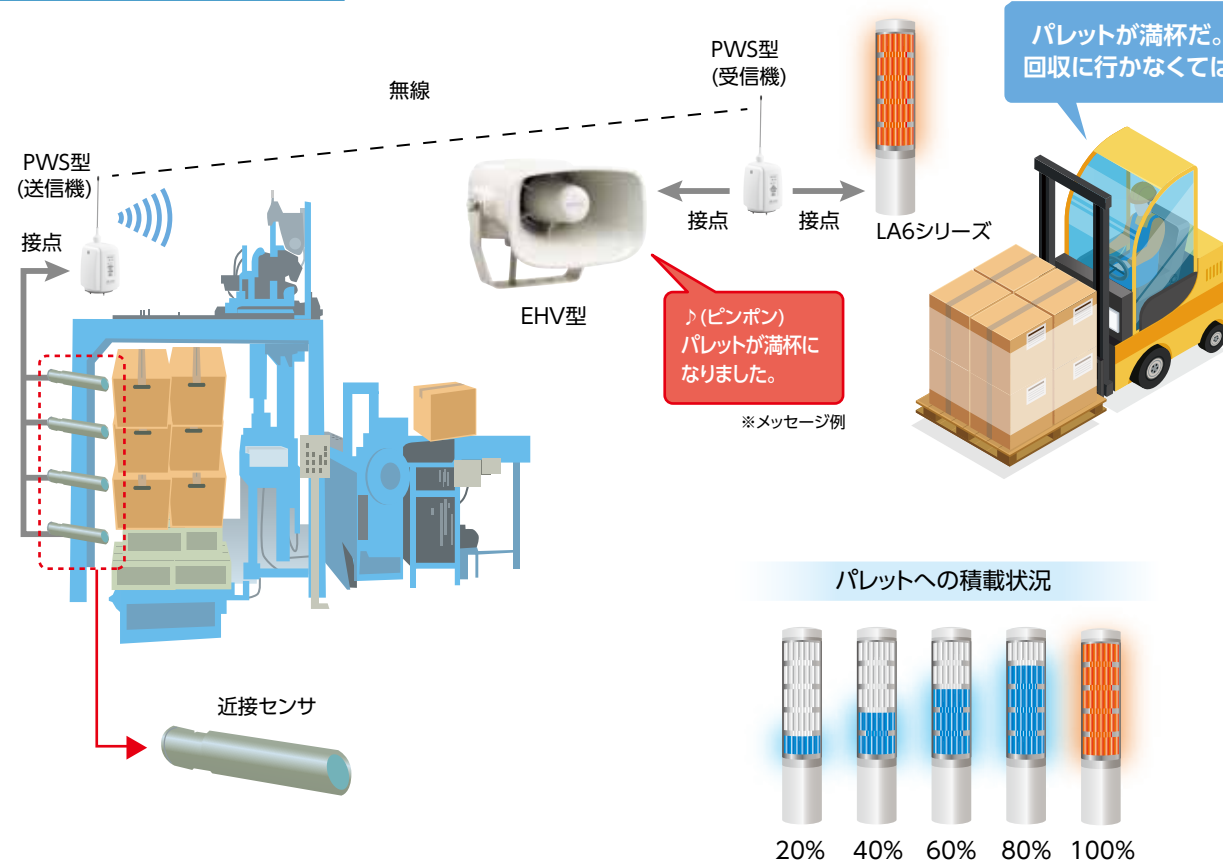 無線
PWS型
(受信機)
パレットが満杯だ。
回収に行かなくては
PWS型
(送信機)
接点
接点
接点
LA6シリーズ
EHV型
♪(ピンポン)
パレットが満杯に
なりました。
※メッセージ例
近接センサ
パレットへの積載状況
20%
40%
60%
80%
100%